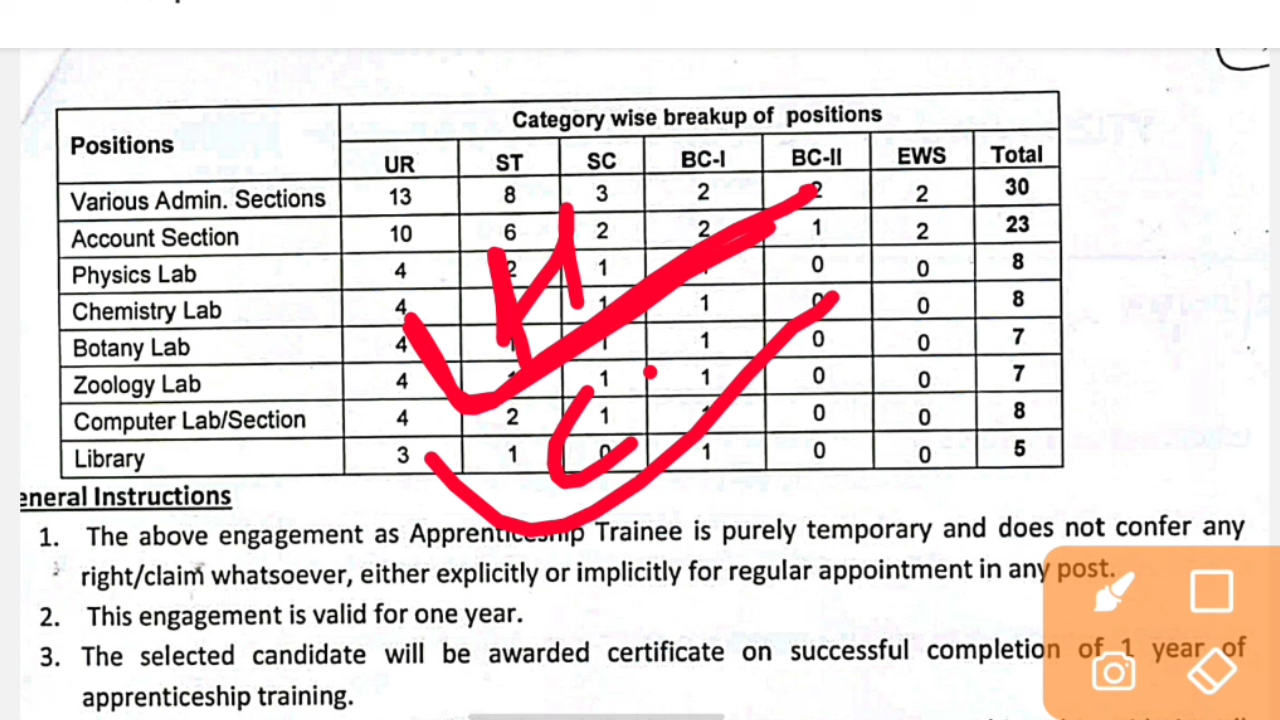 Positions Category wise breakup of positions
UR ST SC BC-I BC-II EWS Total
Various Admin. Sections 13 8 3 2 2 2 30
Account Section 10 6 2 2 1 2 23
Physics Lab 4 2 1 0 0 8
Chemistry Lab 4 1 1 0 0 8
Botany Lab 4 1 0 0 7
Zoology Lab 4 1 1 0 0 7
Computer Lab/Section 4 2 1 0 0 8
Library 3 1 0 1 0 0 5
eneral Instructions
1. The above engagement as Apprenticeship Trainee is purely temporary and does not confer any
right/claim whatsoever, either explicitly or implicitly for regular appointment in any post.
2. This engagement is valid for one year.
3. The selected candidate will be awarded certificate on successful completion of 1 year of
apprenticeship training.